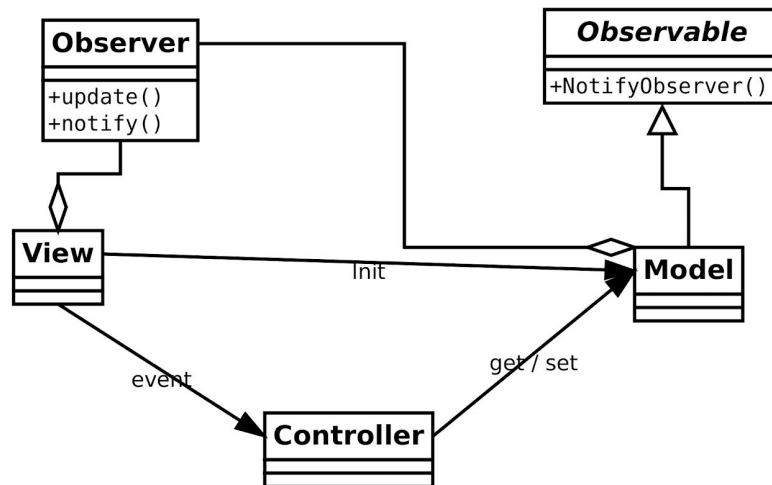 Observer
+update()
+notify()
Observable
+NotifyObserver()
View
Init
Model
event
get / set
Controller